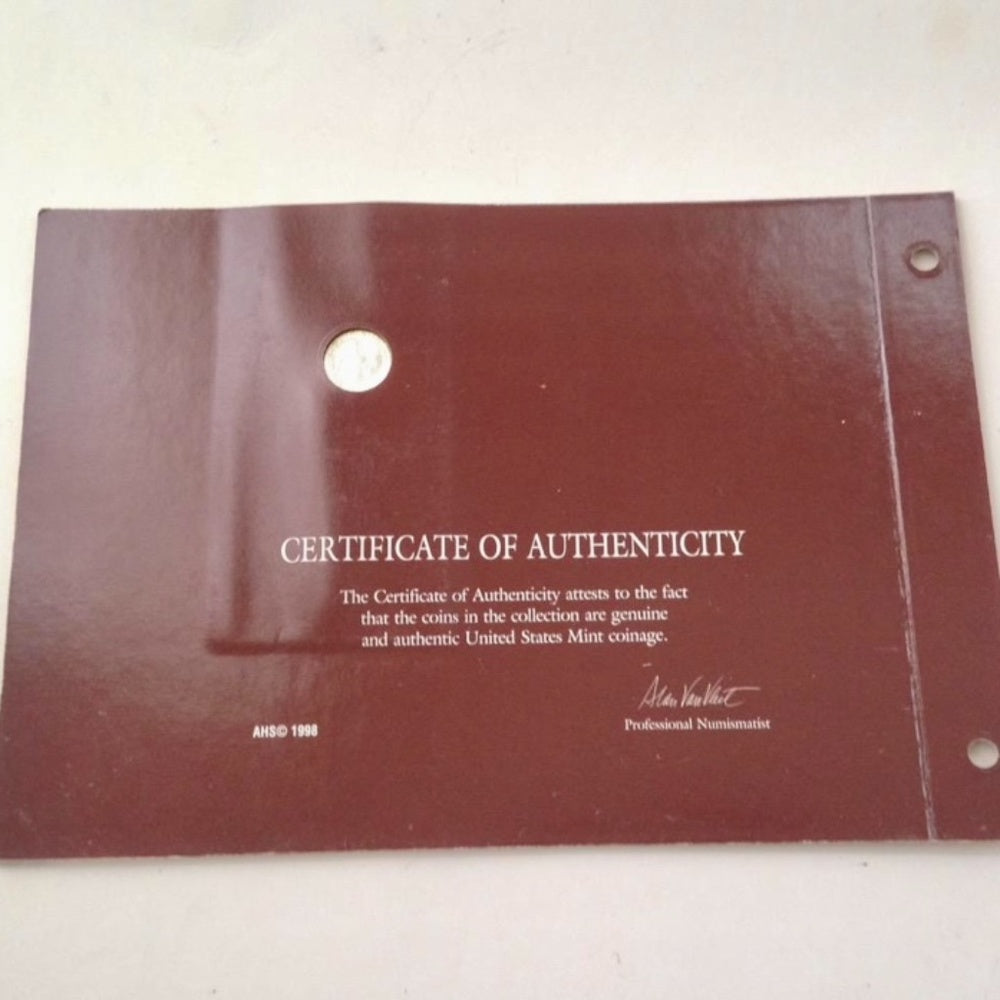 CERTIFICATE OF AUTHENTICITY
The Certificate of Authenticity attests to the fact
that the coins in the collection are genuine
and authentic United States Mint coinage.
Alan VanVliet
Professional Numismatist
AHS© 1998